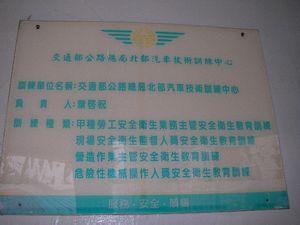 交通部公路總局北部汽車技術訓練中心
訓練單位名稱：交通部公路總局北部汽車技術訓練中心
負責人：葉啓祝
訓練種類：甲種勞工安全衛生業務主管安全衛生教育訓練
現場安全衛生監督人員安全衛生教育訓練
營造作業主管安全衛生教育訓練
危險性機械操作人員安全衛生教育訓練